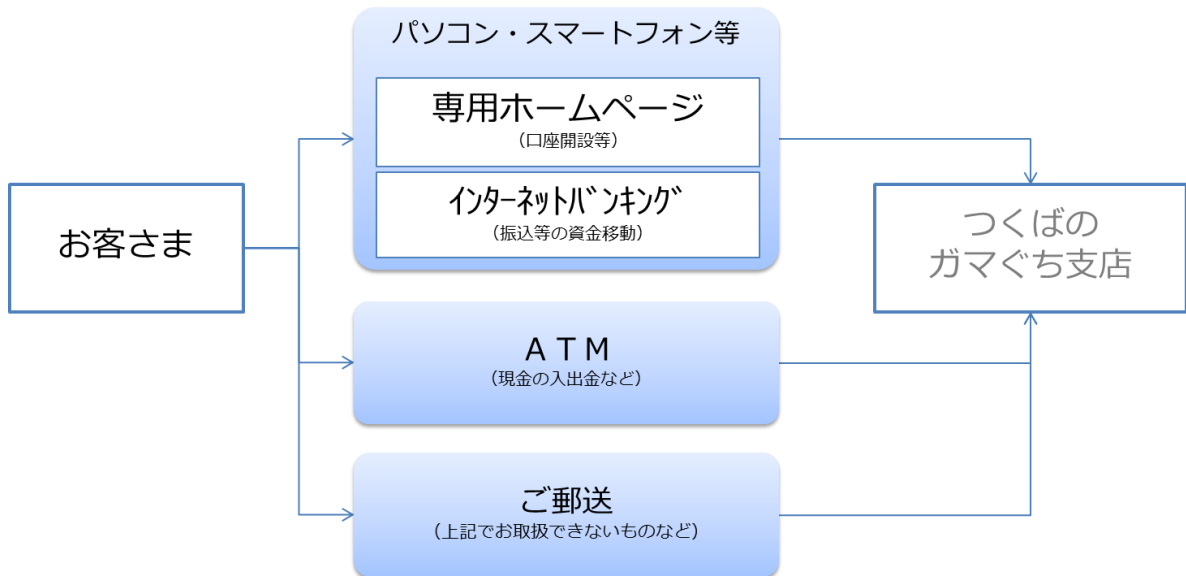 パソコン・スマートフォン等
専用ホームページ
（口座開設等）
インターネットバンキング
（振込等の資金移動）
お客さま
つくばの
ガマぐち支店
ＡＴＭ
（現金の入出金など）
ご郵送
（上記でお取扱できないものなど）